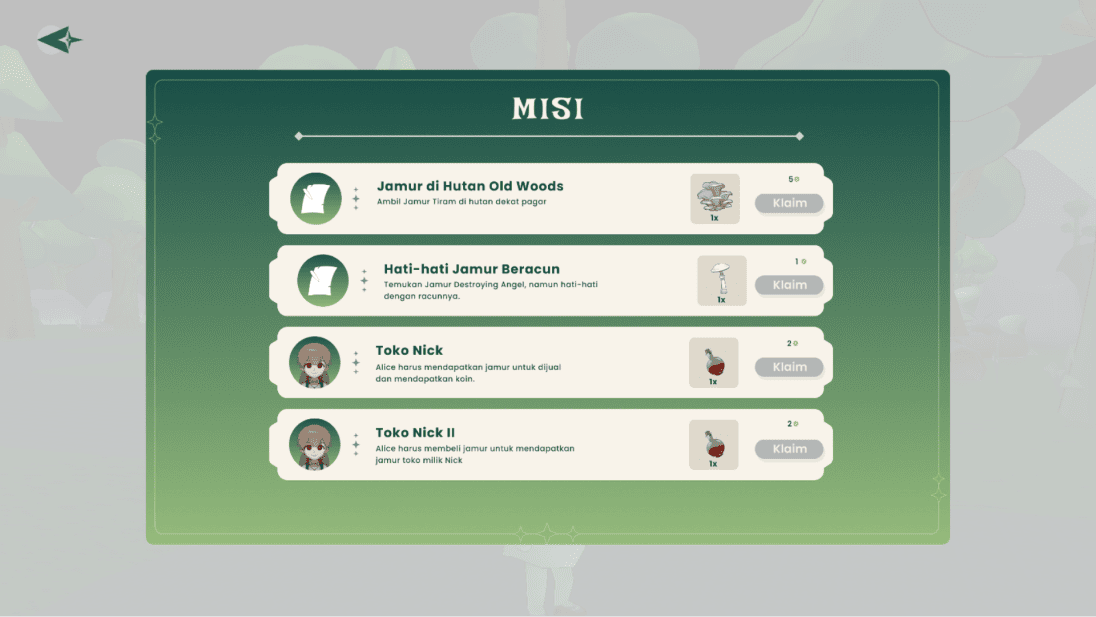 MISI
Jamur di Hutan Old Woods
Ambil Jamur Tiram di hutan dekat pagar
1x
5
Klaim
Hati-hati Jamur Beracun
Temukan Jamur Destroying Angel, namun hati-hati
dengan racunnya.
1x
1
Klaim
Toko Nick
Alice harus mendapatkan jamur untuk dijual
dan mendapatkan koin.
1x
2
Klaim
Toko Nick II
Alice harus membeli jamur untuk mendapatkan
jamur toko milik Nick
1x
2
Klaim